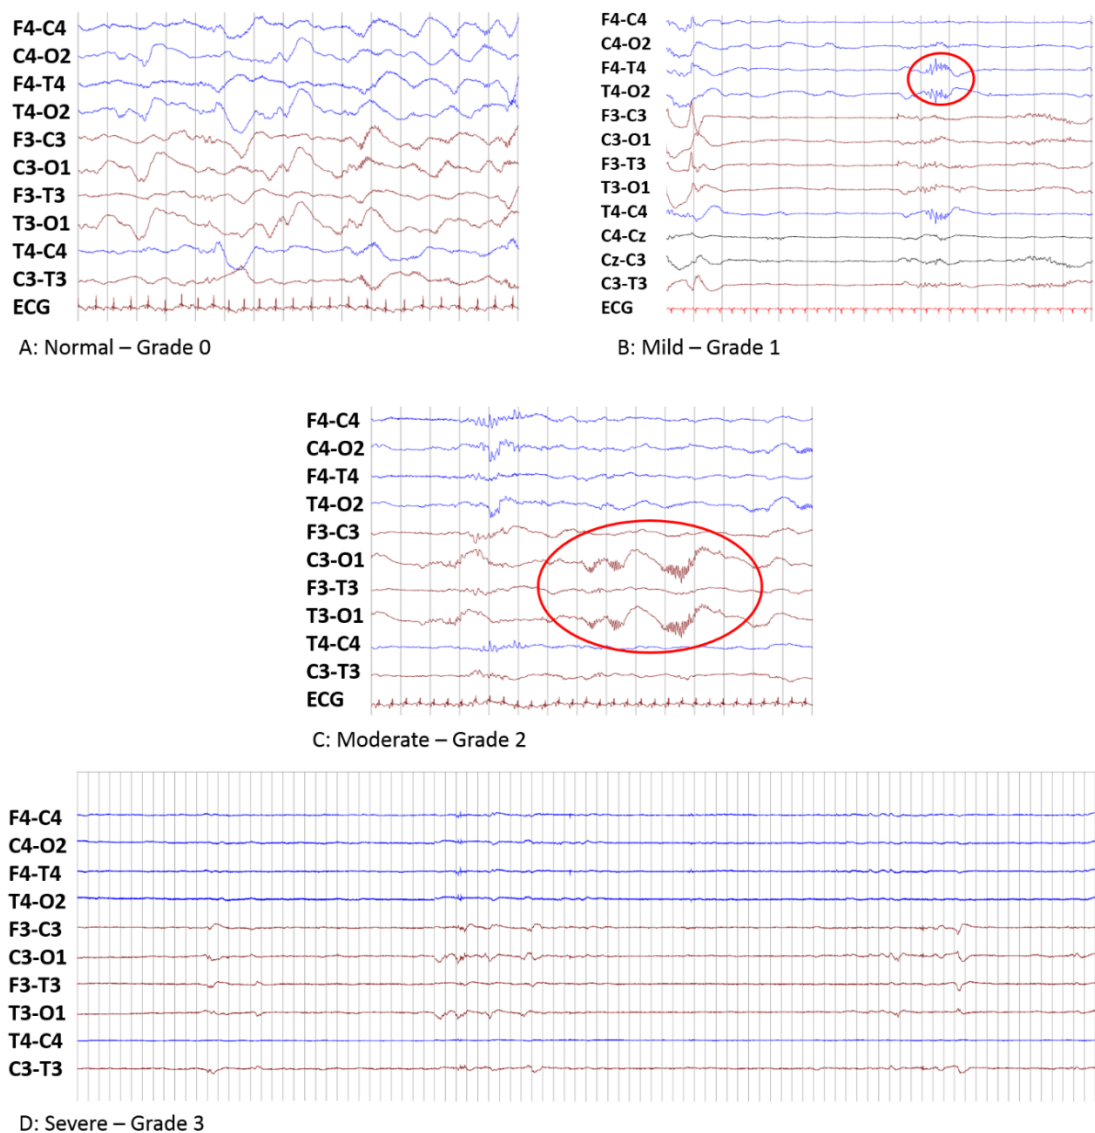 F4-C4
C4-O2
F4-T4
T4-O2
F3-C3
C3-O1
F3-T3
T3-O1
T4-C4
C3-T3
ECG
A: Normal – Grade 0
F4-C4
C4-O2
F4-T4
T4-O2
F3-C3
C3-O1
F3-T3
T3-O1
T4-C4
C4-Cz
Cz-C3
C3-T3
ECG
B: Mild – Grade 1
F4-C4
C4-O2
F4-T4
T4-O2
F3-C3
C3-O1
F3-T3
T3-O1
T4-C4
C3-T3
ECG
C: Moderate – Grade 2
F4-C4
C4-O2
F4-T4
T4-O2
F3-C3
C3-O1
F3-T3
T3-O1
T4-C4
C3-T3
D: Severe – Grade 3